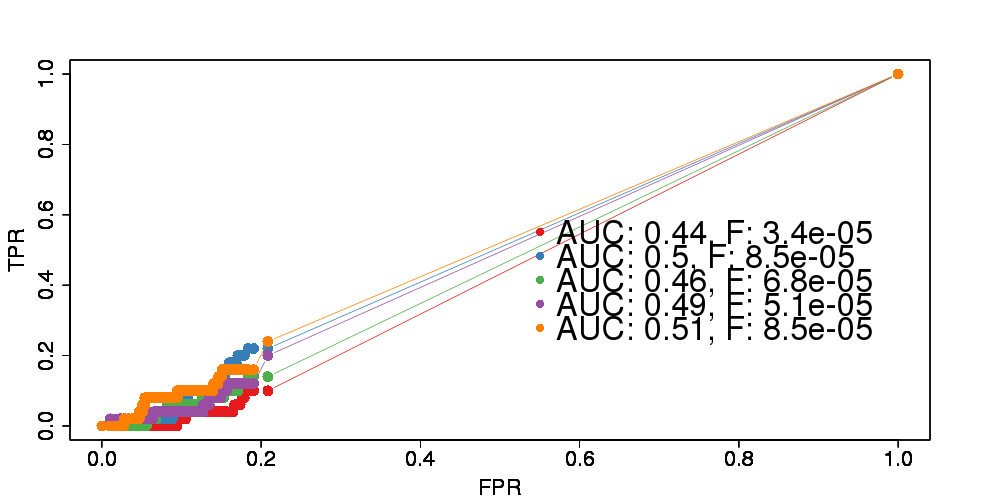 TPR
1.0
0.8
0.6
0.4
0.2
0.0
AUC: 0.44, F: 3.4e-05
AUC: 0.5, F: 8.5e-05
AUC: 0.46, F: 6.8e-05
AUC: 0.49, F: 5.1e-05
AUC: 0.51, F: 8.5e-05
0.0 0.2 0.4 0.6 0.8 1.0
FPR